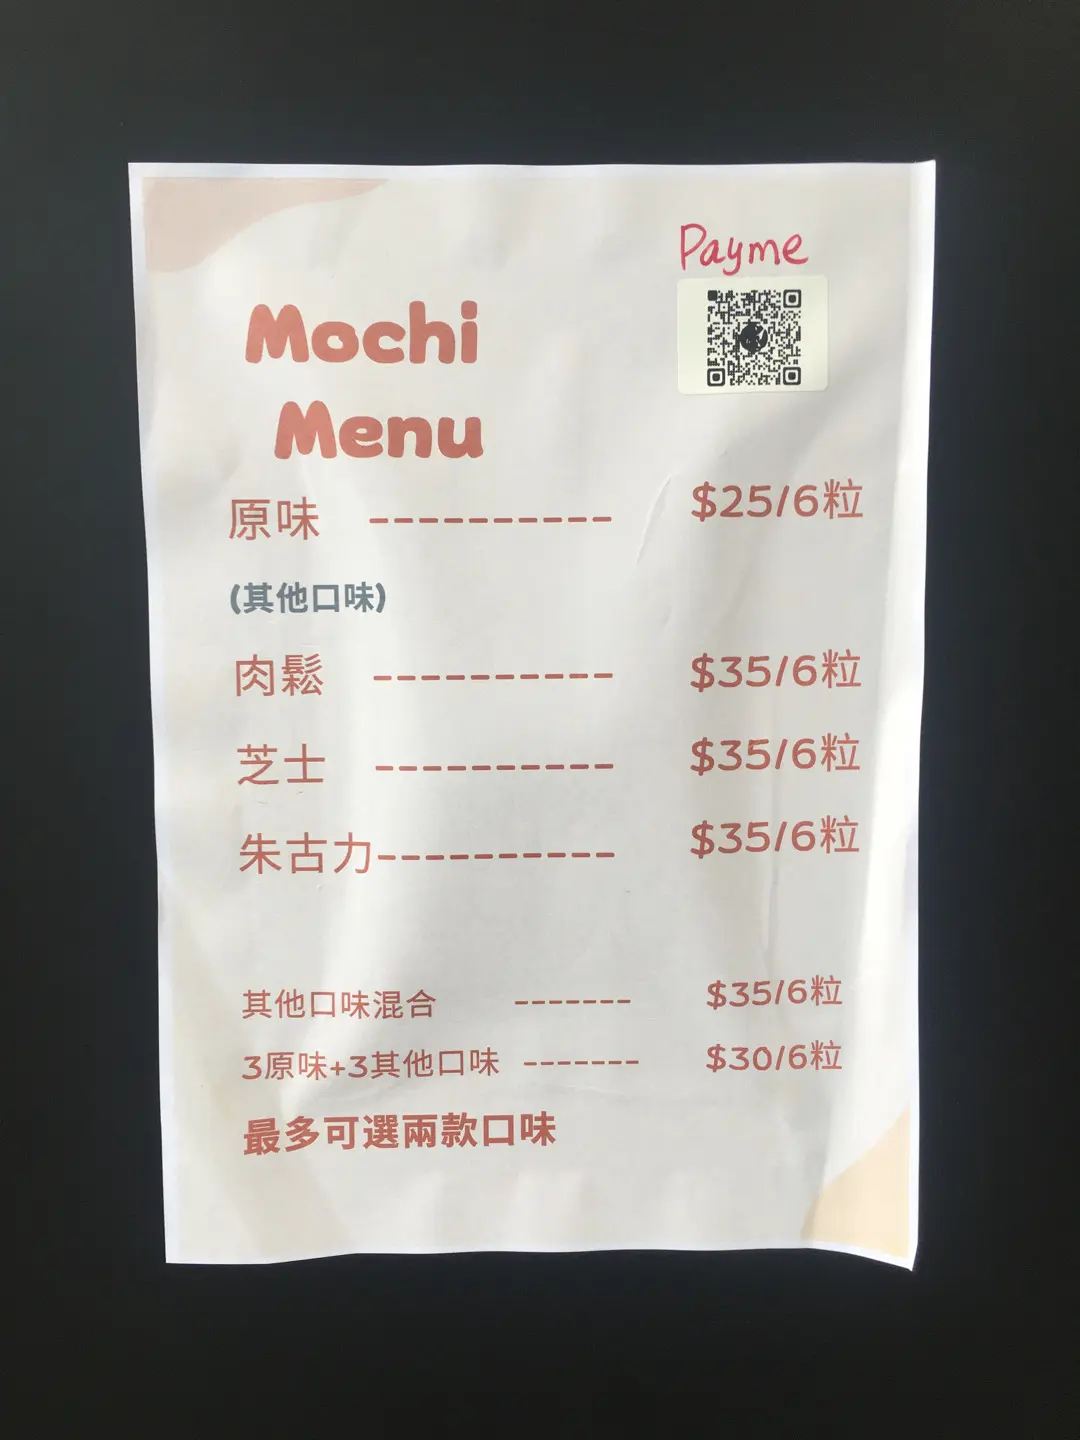 Payme
Mochi
Menu
原味 ---------- $25/6粒
(其他口味)
肉鬆 ---------- $35/6粒
芝士 ---------- $35/6粒
朱古力---------- $35/6粒
其他口味混合 ------- $35/6粒
3原味+3其他口味 ------- $30/6粒
最多可選兩款口味